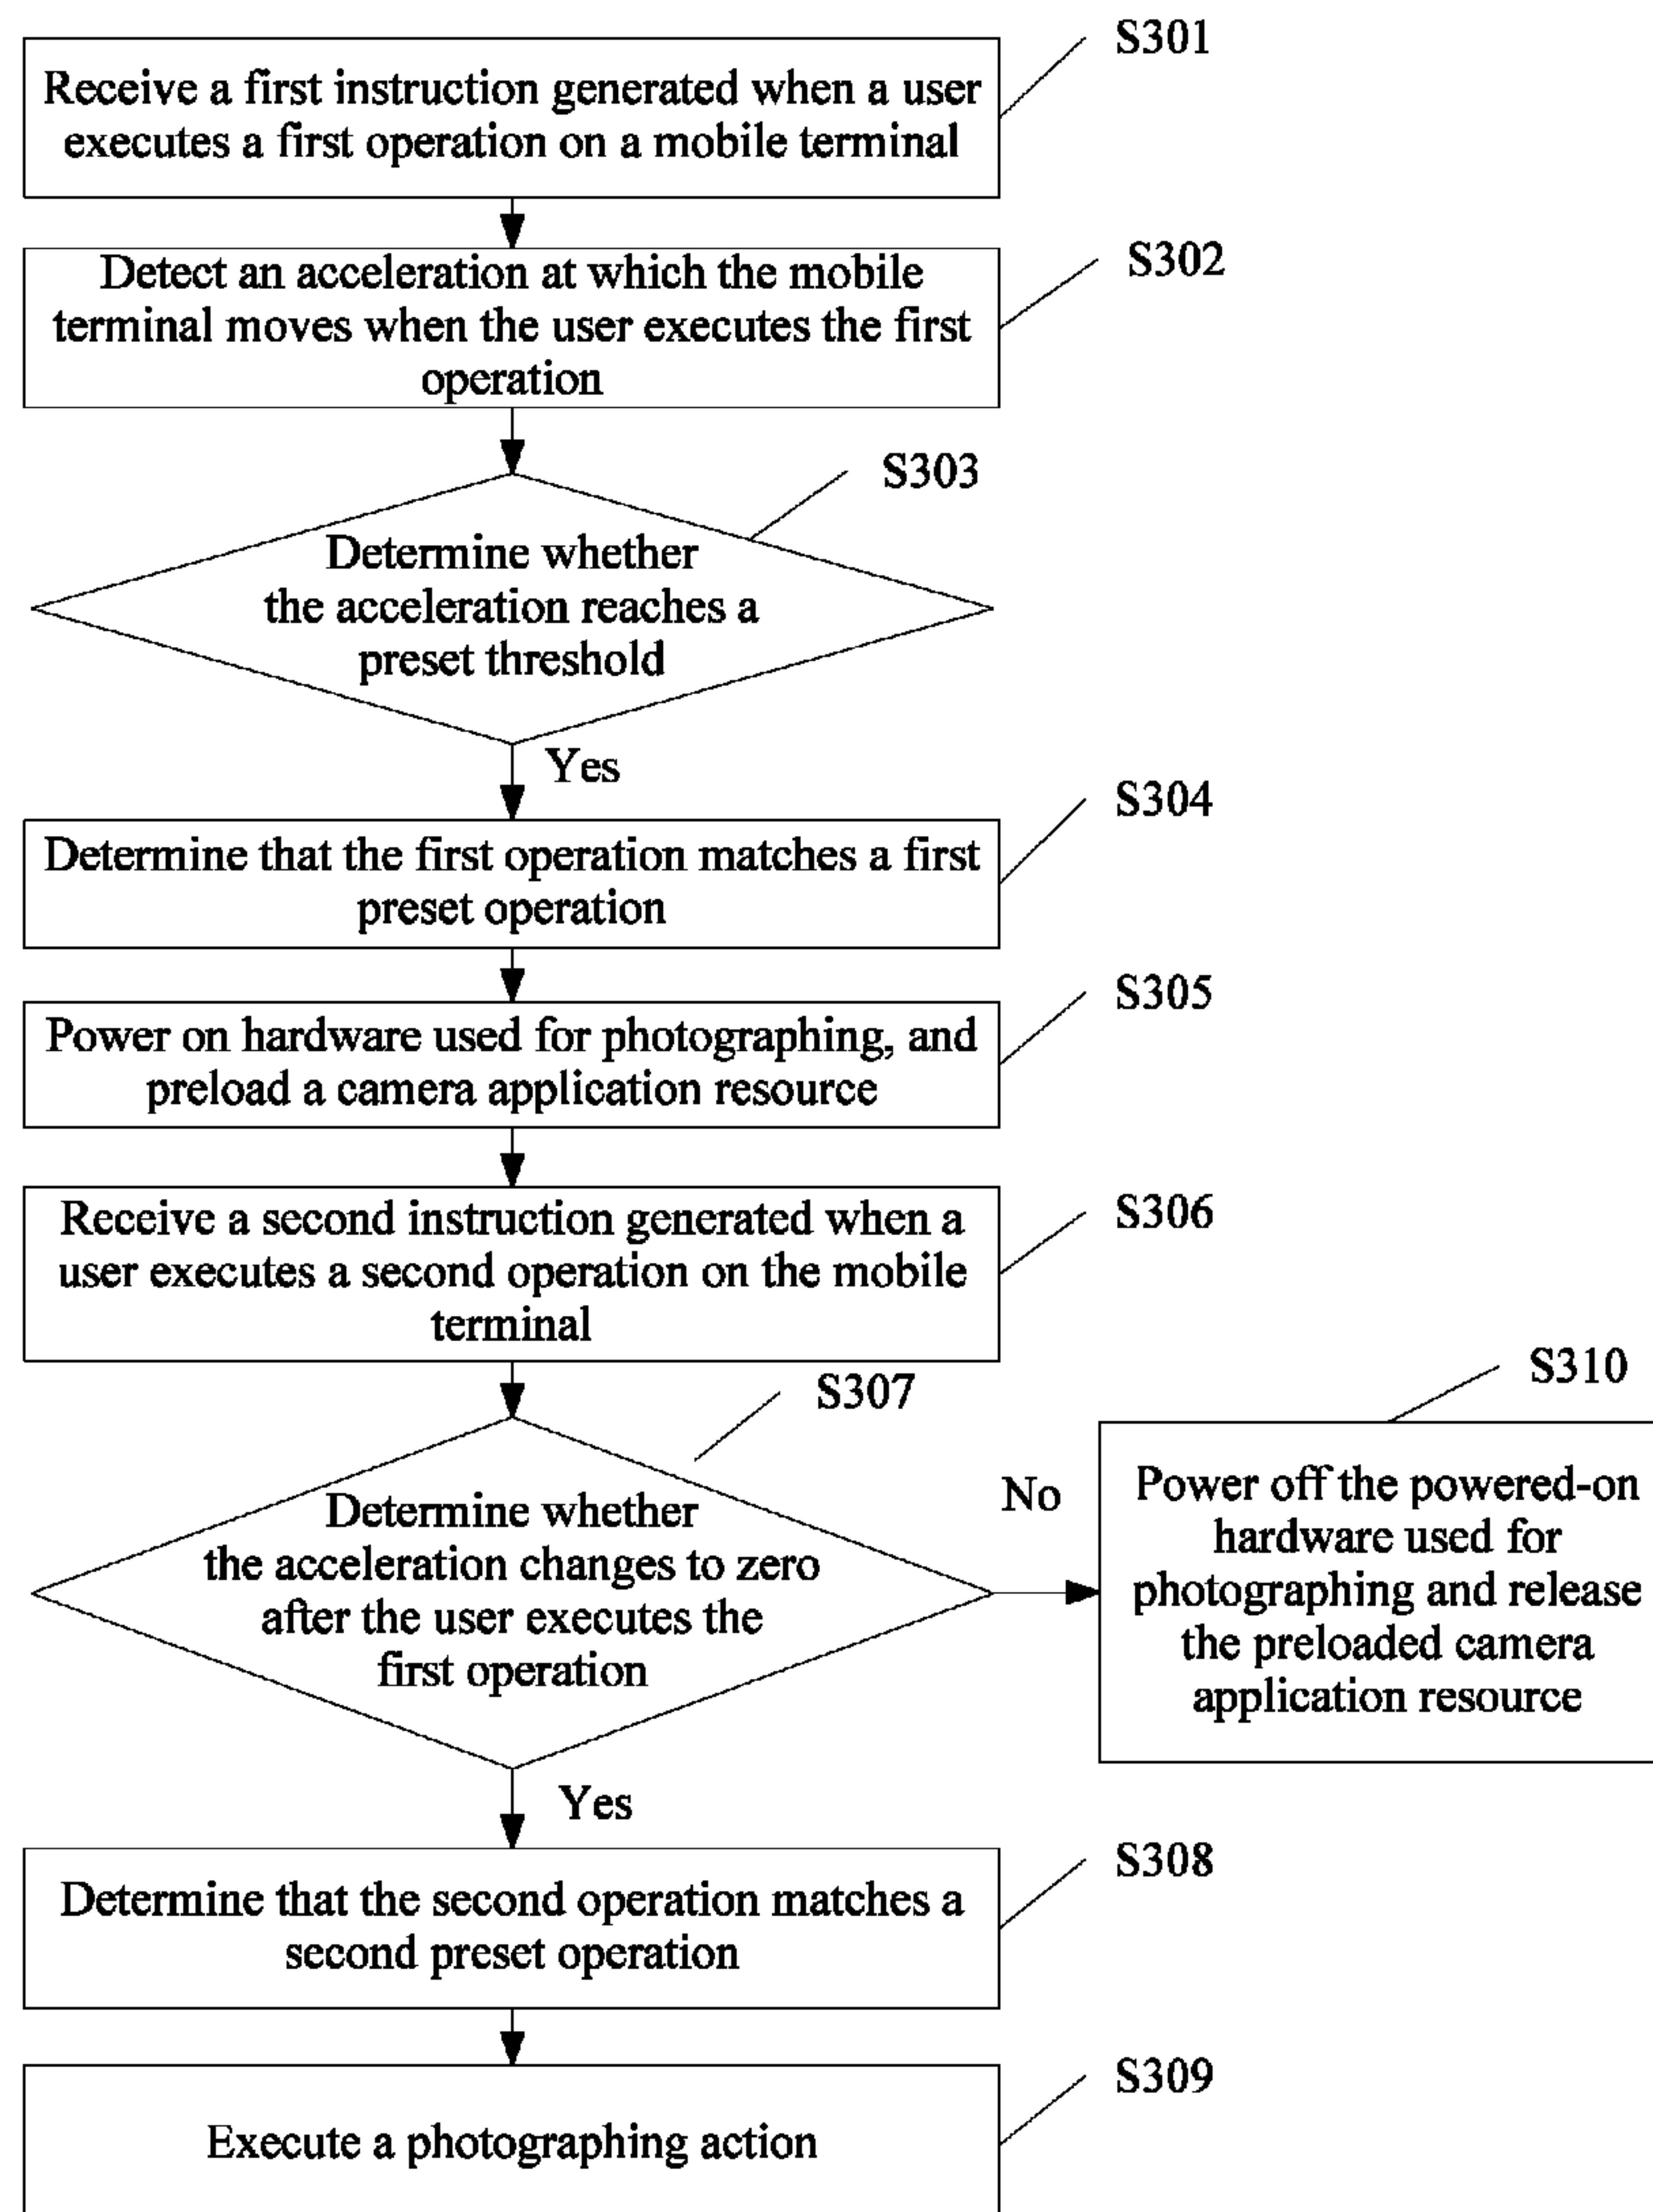 S301
Receive a first instruction generated when a user
executes a first operation on a mobile terminal
S302
Detect an acceleration at which the mobile
terminal moves when the user executes the first
operation
S303
Determine whether
the acceleration reaches a
preset threshold
Yes
S304
Determine that the first operation matches a first
preset operation
S305
Power on hardware used for photographing, and
preload a camera application resource
S306
Receive a second instruction generated when a
user executes a second operation on the mobile
terminal
S307
Determine whether
the acceleration changes to zero
after the user executes the
first operation
No
S310
Power off the powered-on
hardware used for
photographing and release
the preloaded camera
application resource
Yes
S308
Determine that the second operation matches a
second preset operation
S309
Execute a photographing action